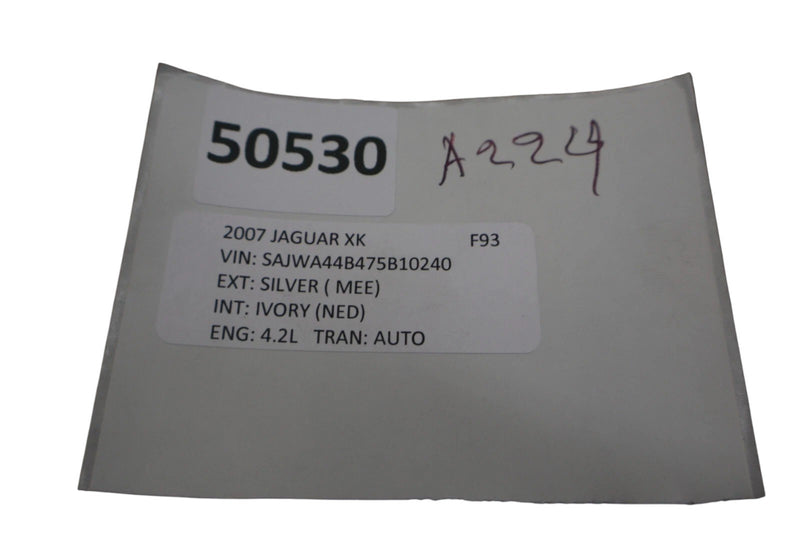 50530
A224
2007 JAGUAR XK F93
VIN: SAJWA44B475B10240
EXT: SILVER ( MEE)
INT: IVORY (NED)
ENG: 4.2L TRAN: AUTO